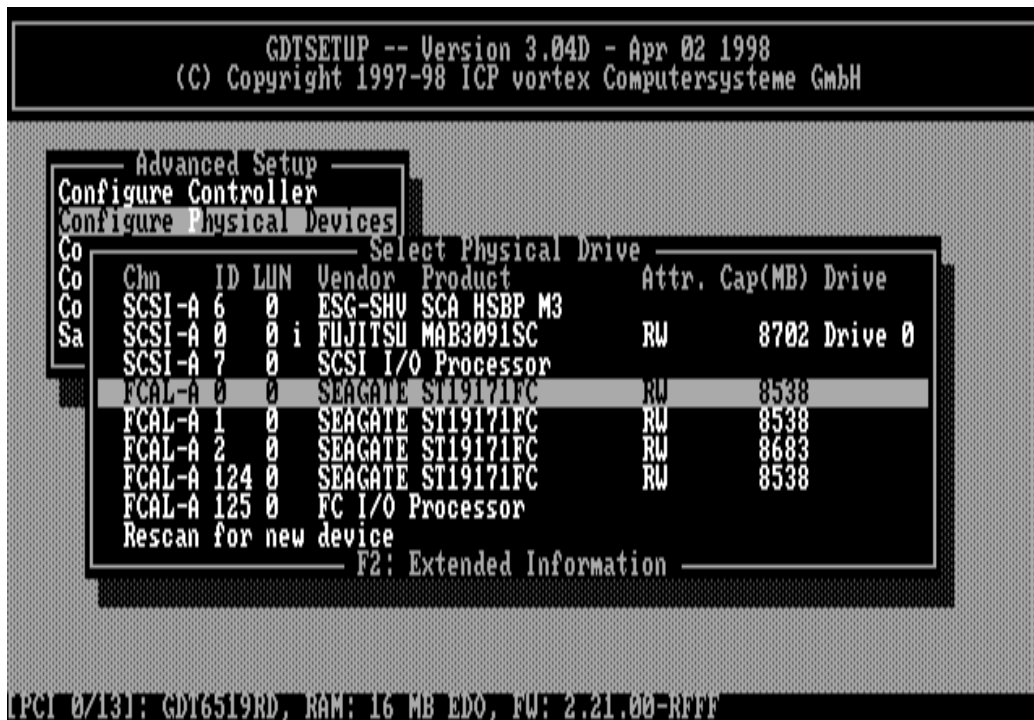 GDTSETUP -- Version 3.04D - Apr 02 1998
(C) Copyright 1997-98 ICP vortex Computersysteme GmbH
Advanced Setup
Configure Controller
Configure Physical Devices
Co
Co
Co
Sa
Select Physical Drive
Chn ID LUN Vendor Product Attr. Cap(MB) Drive
SCSI-A 6 0 ESG-SHV SCA HSBP M3
SCSI-A 0 0 i FUJITSU MAB3091SC RW 8702 Drive 0
SCSI-A 7 0 SCSI I/O Processor
FCAL-A 0 0 SEAGATE ST19171FC RW 8538
FCAL-A 1 0 SEAGATE ST19171FC RW 8538
FCAL-A 2 0 SEAGATE ST19171FC RW 8683
FCAL-A 124 0 SEAGATE ST19171FC RW 8538
FCAL-A 125 0 FC I/O Processor
Rescan for new device
F2: Extended Information
[PCI 0/13]: GDT6519RD, RAM: 16 MB EDO, FW: 2.21.00-RFFF